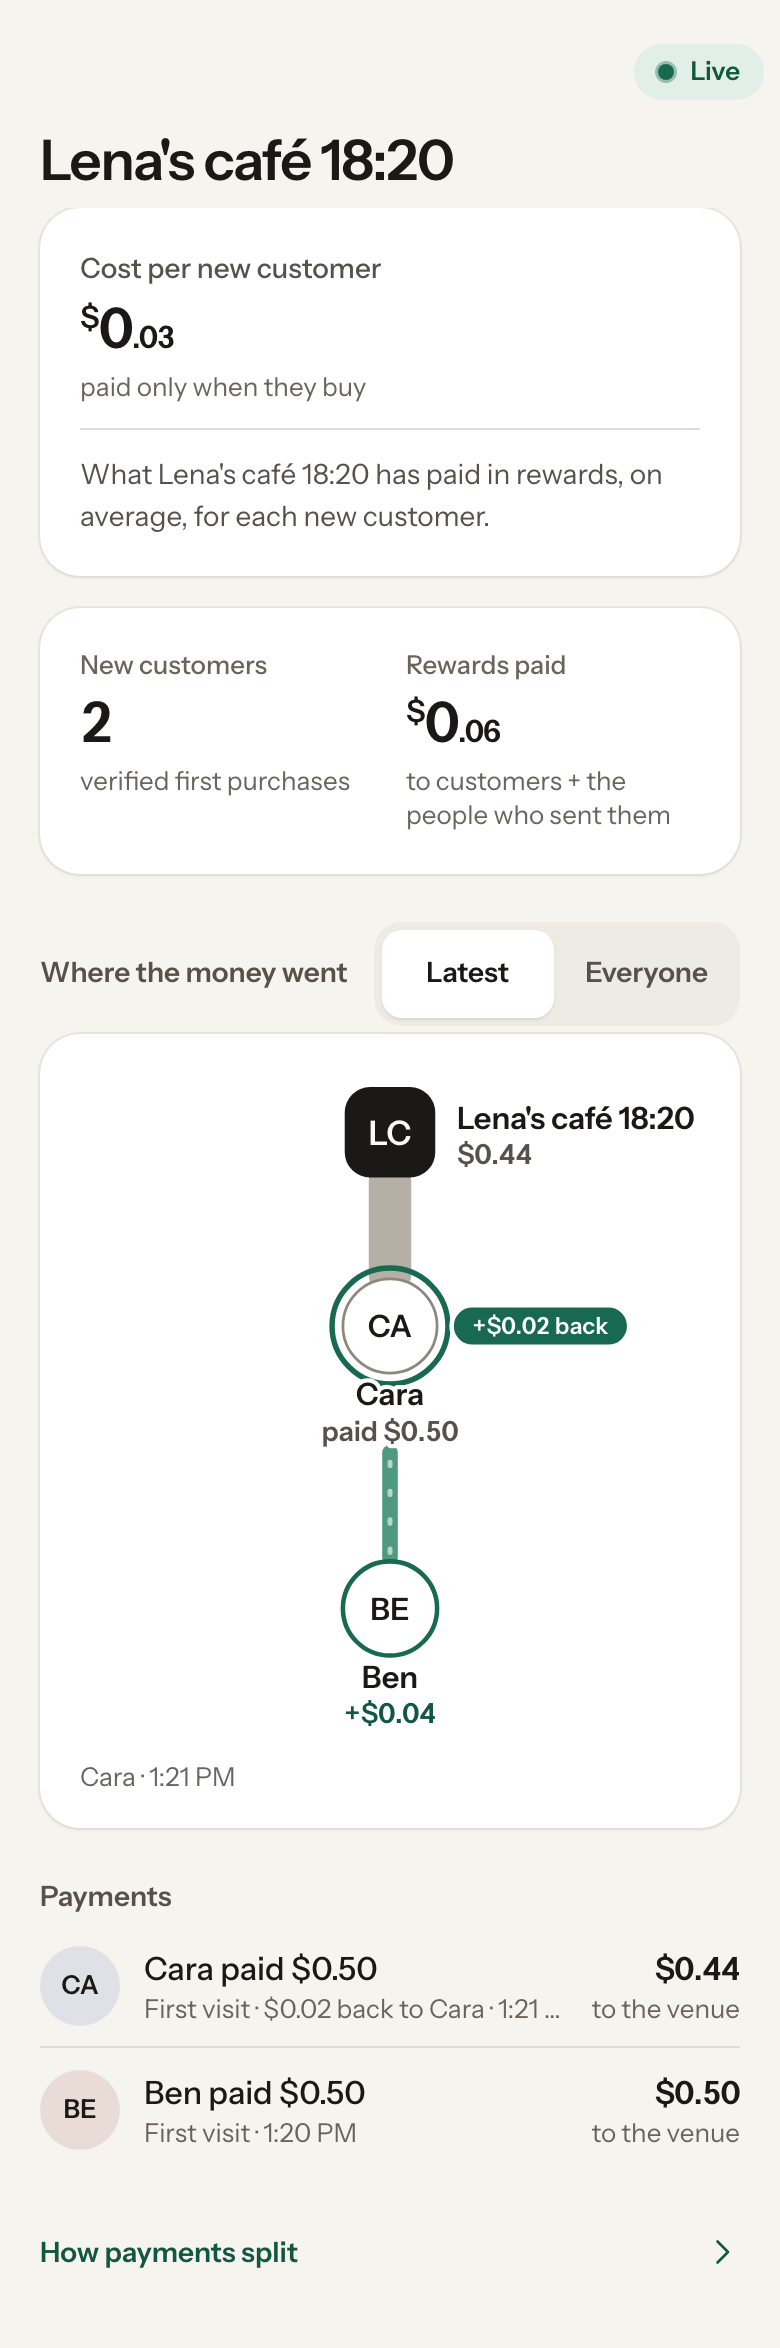 Live
Lena's café 18:20
Cost per new customer
$0.03
paid only when they buy
What Lena's café 18:20 has paid in rewards, on
average, for each new customer.
New customers
2
verified first purchases
Rewards paid
$0.06
to customers + the
people who sent them
Where the money went
Latest
Everyone
LC
Lena's café 18:20
$0.44
CA
+$0.02 back
Cara
paid $0.50
BE
Ben
+$0.04
Cara · 1:21 PM
Payments
CA
Cara paid $0.50
$0.44
First visit · $0.02 back to Cara · 1:21 ...
to the venue
BE
Ben paid $0.50
$0.50
First visit · 1:20 PM
to the venue
How payments split